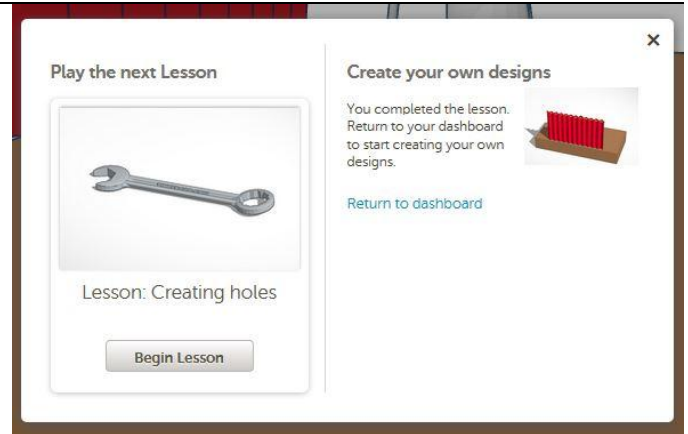 Play the next Lesson
Lesson: Creating holes
Begin Lesson
Create your own designs
You completed the lesson.
Return to your dashboard
to start creating your own
designs.
Return to dashboard